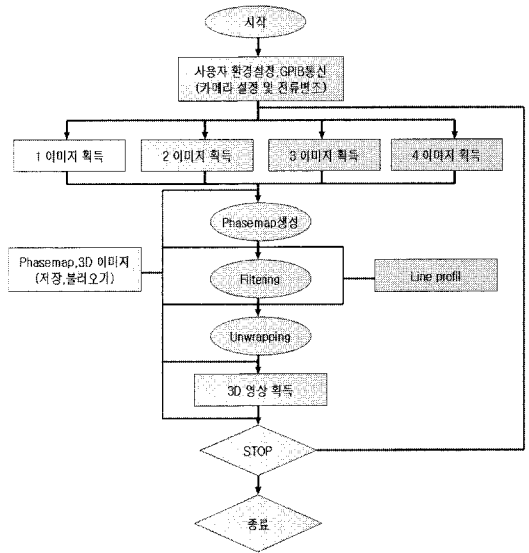 시작
사용자 환경설정,GPIB통신
(카메라 설정 및 전류변조)
1 이미지 획득
2 이미지 획득
3 이미지 획득
4 이미지 획득
Phasemap생성
Phasemap,3D 이미지
(저장,불러오기)
Filtering
Line profil
Unwrapping
3D 영상 획득
STOP
종료